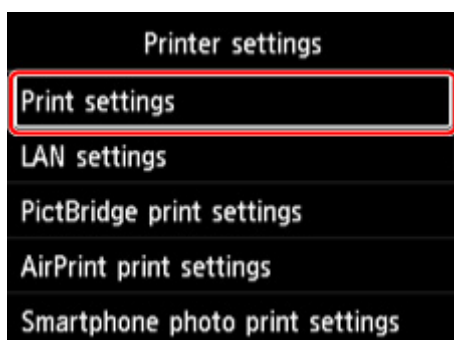 Printer settings
Print settings
LAN settings
PictBridge print settings
AirPrint print settings
Smartphone photo print settings